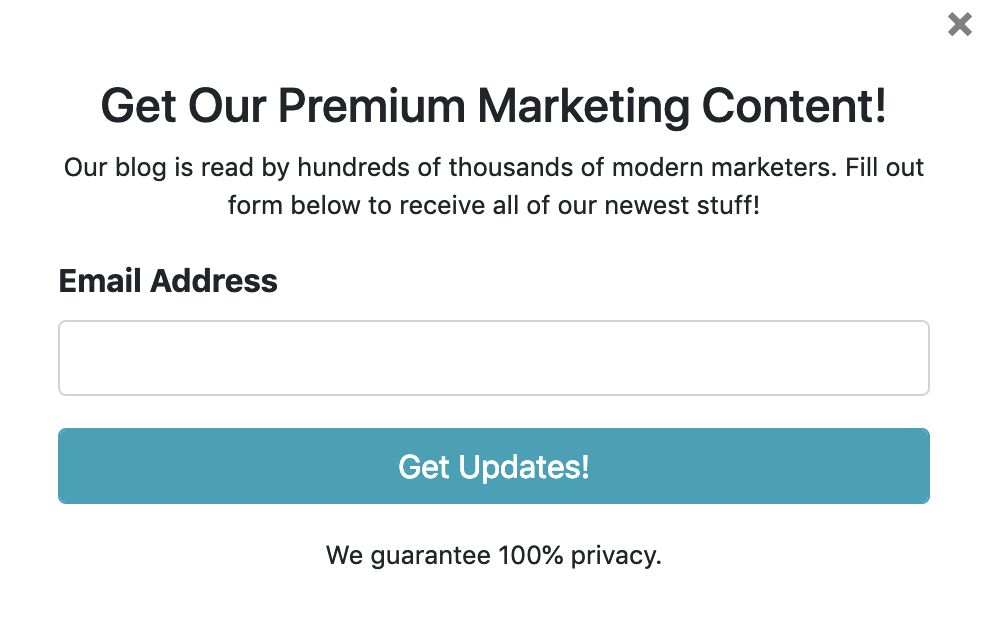 Get Our Premium Marketing Content!
Our blog is read by hundreds of thousands of modern marketers. Fill out
form below to receive all of our newest stuff!
Email Address
Get Updates!
We guarantee 100% privacy.